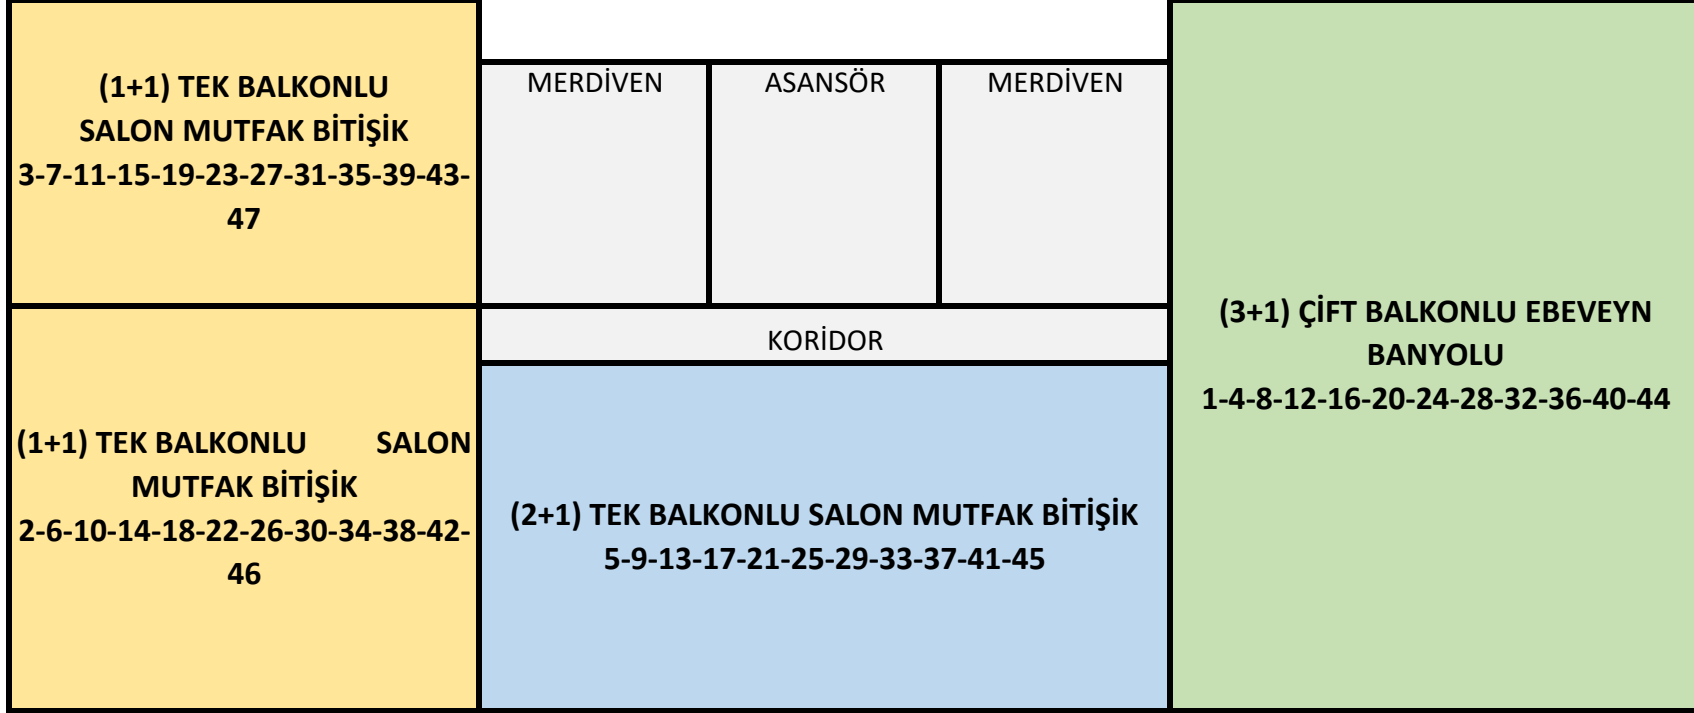 (1+1) TEK BALKONLU
SALON MUTFAK BİTİŞİK
3-7-11-15-19-23-27-31-35-39-43-
47
MERDİVEN
ASANSÖR
MERDİVEN
(3+1) ÇİFT BALKONLU EBEVEYN
BANYOLU
1-4-8-12-16-20-24-28-32-36-40-44
KORİDOR
(1+1) TEK BALKONLU SALON
MUTFAK BİTİŞİK
2-6-10-14-18-22-26-30-34-38-42-
46
(2+1) TEK BALKONLU SALON MUTFAK BİTİŞİK
5-9-13-17-21-25-29-33-37-41-45